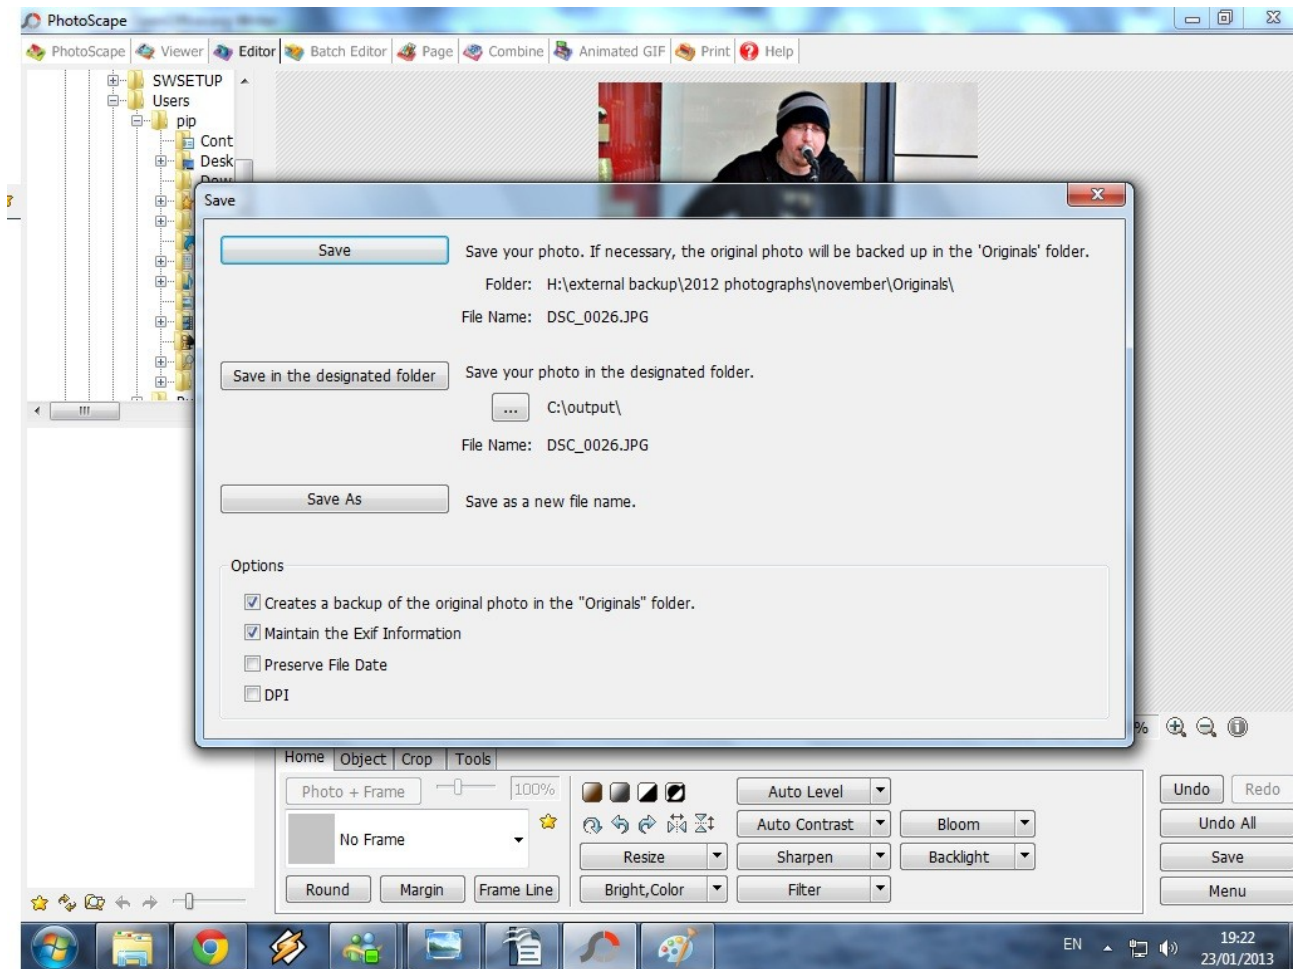 PhotoScape
PhotoScape Viewer Editor Batch Editor Page Combine Animated GIF Print Help
SWSETUP
Users
pip
Cont
Desk
Save
Save
Save your photo. If necessary, the original photo will be backed up in the 'Originals' folder.
Folder: H:\external backup\2012 photographs\november\Originals\
File Name: DSC_0026.JPG
Save in the designated folder
Save your photo in the designated folder.
... C:\output\
File Name: DSC_0026.JPG
Save As
Save as a new file name.
Options
Creates a backup of the original photo in the "Originals" folder.
Maintain the Exif Information
Preserve File Date
DPI
%
Home Object Crop Tools
Photo + Frame 100%
No Frame
Round Margin Frame Line
Auto Level
Auto Contrast Bloom
Resize Sharpen Backlight
Bright,Color Filter
Undo Redo
Undo All
Save
Menu
EN
19:22
23/01/2013